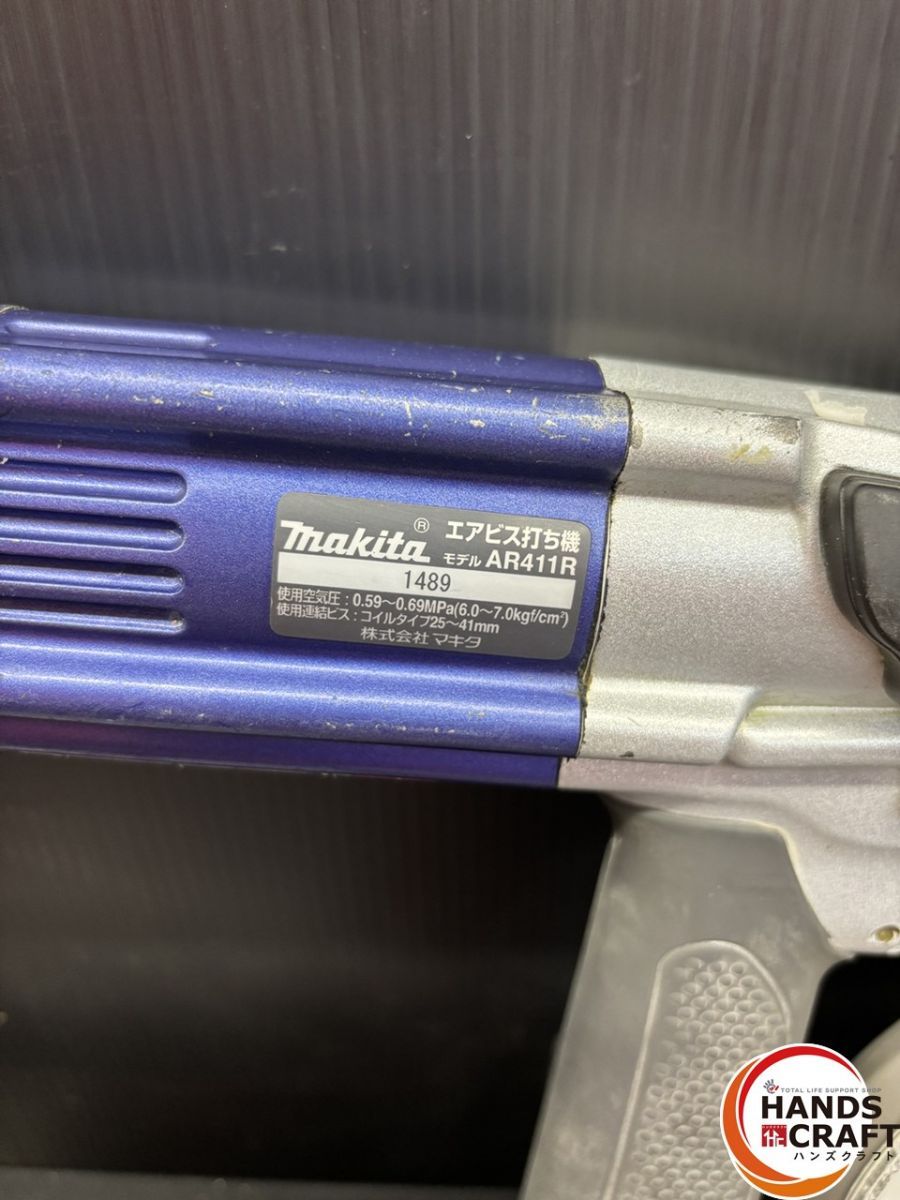 makita® エアビス打ち機
モデル AR411R
1489
使用空気圧：0.59〜0.69MPa(6.0〜7.0kgf/cm²)
使用連結ビス：コイルタイプ25〜41mm
株式会社 マキタ
TOTAL LIFE SUPPORT SHOP
HANDS
CRAFT
ハンズクラフト